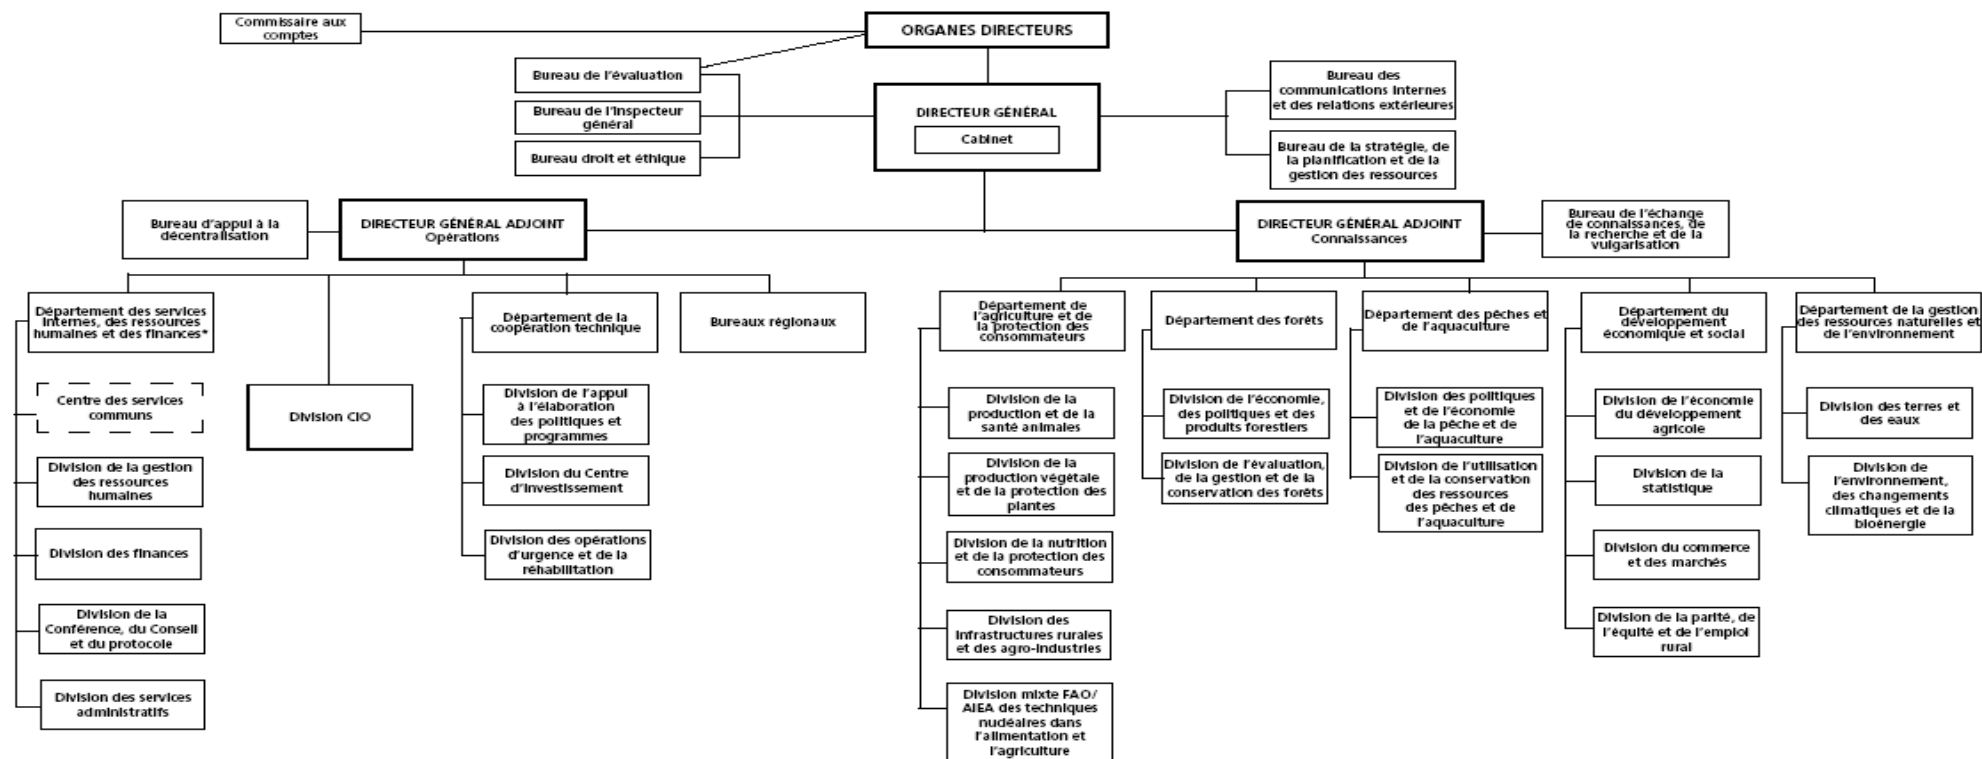 Commissaire aux
comptes
ORGANES DIRECTEURS
Bureau de l'évaluation
Bureau de l'Inspecteur
général
Bureau droit et éthique
DIRECTEUR GÉNÉRAL
Cabinet
Bureau des
communications internes
et des relations extérieures
Bureau de la stratégie, de
la planification et de la
gestion des ressources
Bureau d'appui à la
décentralisation
DIRECTEUR GÉNÉRAL ADJOINT
Opérations
DIRECTEUR GÉNÉRAL ADJOINT
Connaissances
Bureau de l'échange
de connaissances, de
la recherche et de la
vulgarisation
Département des services
internes, des ressources
humaines et des finances*
Centre des services
communs
Division de la gestion
des ressources
humaines
Division des finances
Division de la
Conférence, du Conseil
et du protocole
Division des services
administratifs
Division CIO
Département de la
coopération technique
Division de l'appui
à l'élaboration
des politiques et
programmes
Division du Centre
d'investissement
Division des opérations
d'urgence et de la
réhabilitation
Bureaux régionaux
Département de
l'agriculture et de
la protection des
consommateurs
Division de la
production et de la
santé animales
Division de la
production végétale
et de la protection des
plantes
Division de la nutrition
et de la protection des
consommateurs
Division des
infrastructures rurales
et des agro-industries
Division mixte FAO/
AIEA des techniques
nucléaires dans
l'alimentation et
l'agriculture
Département des forêts
Division de l'économie,
des politiques et des
produits forestiers
Division de l'évaluation,
de la gestion et de la
conservation des forêts
Département des pêches et
de l'aquaculture
Division des politiques
et de l'économie
de la pêche et de
l'aquaculture
Division de l'utilisation
et de la conservation
des ressources
des pêches et de
l'aquaculture
Département du
développement
économique et social
Division de l'économie
du développement
agricole
Division de la
statistique
Division du commerce
et des marchés
Division de la parité, de
l'équité et de l'emploi
rural
Département de la gestion
des ressources naturelles et
de l'environnement
Division des terres et
des eaux
Division de
l'environnement,
des changements
climatiques et de la
bioénergie